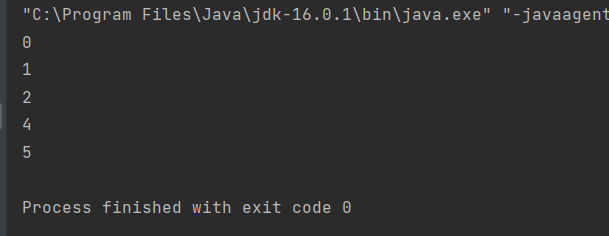 "C:\Program Files\Java\jdk-16.0.1\bin\java.exe" "-javaagent
0
1
2
4
5
Process finished with exit code 0